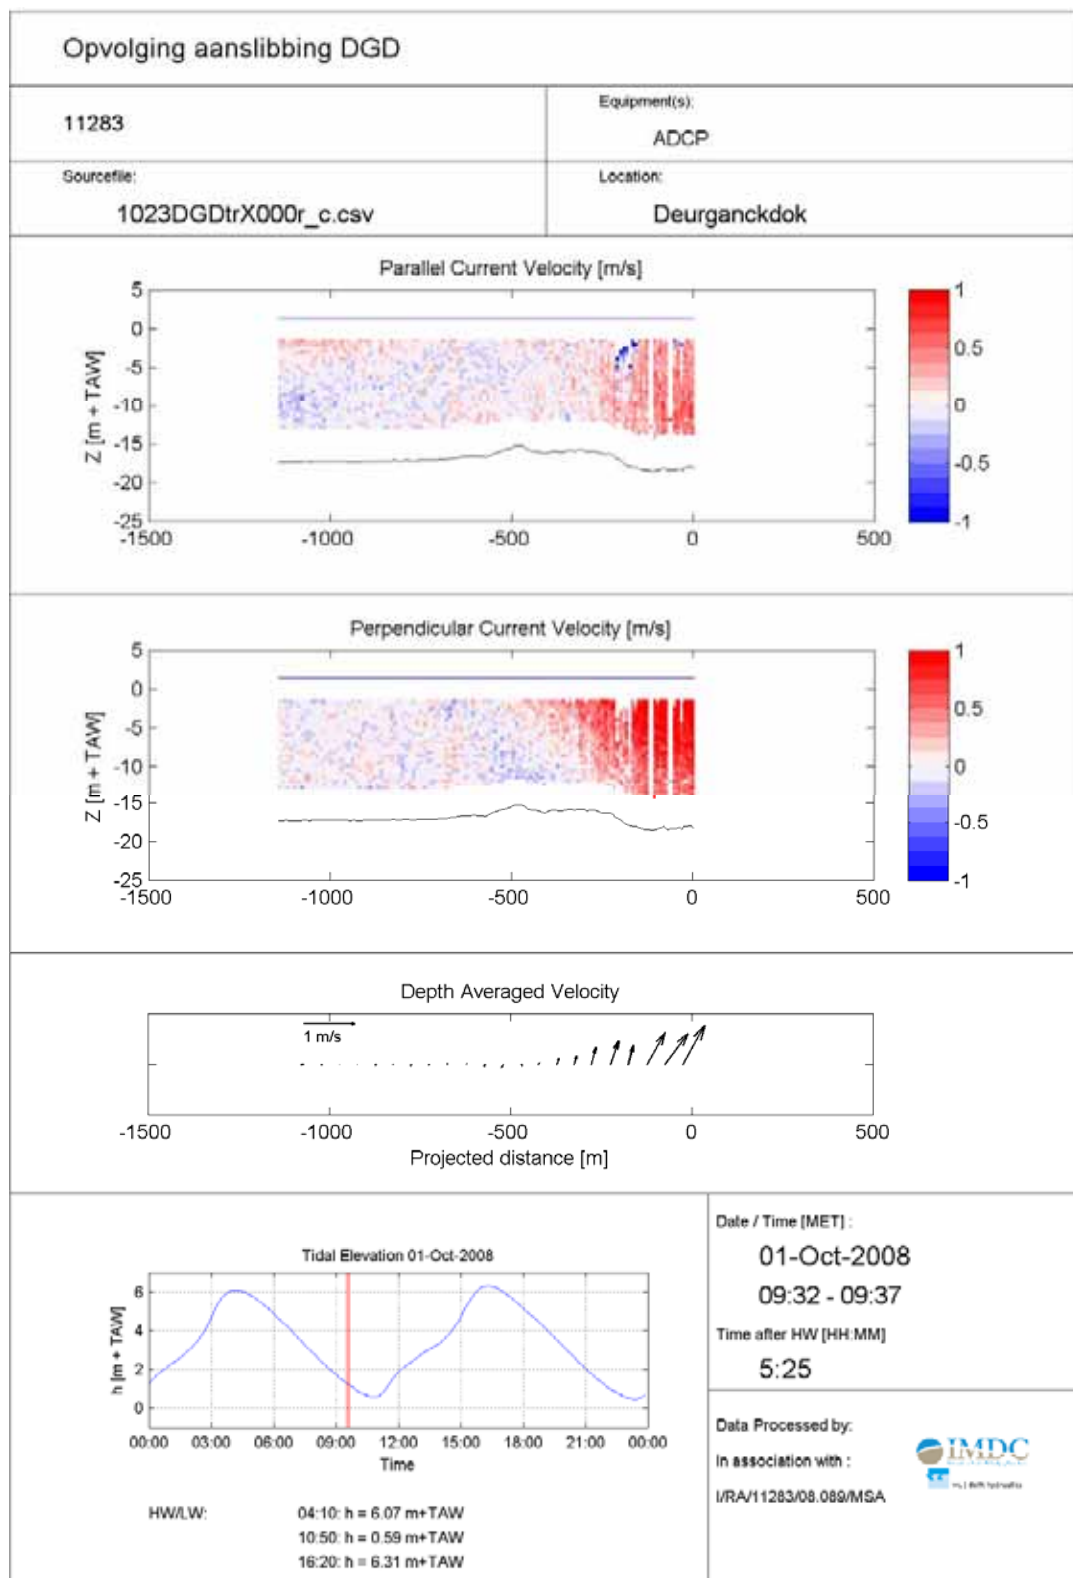 Opvolging aanslibbing DGD
11283
Equipment(s):
ADCP
Sourcefile:
1023DGDtrX000r_c.csv
Location:
Deurganckdok
Parallel Current Velocity [m/s]
5
0
-5
-10
-15
-20
-25
Z [m + TAW]
-1500
-1000
-500
0
500
1
0.5
0
-0.5
-1
Perpendicular Current Velocity [m/s]
5
0
-5
-10
-15
-20
-25
Z [m + TAW]
-1500
-1000
-500
0
500
1
0.5
0
-0.5
-1
Depth Averaged Velocity
1 m/s
-1500
-1000
-500
0
500
Projected distance [m]
Tidal Elevation 01-Oct-2008
6
4
2
0
h [m + TAW]
00:00
03:00
06:00
09:00
12:00
15:00
18:00
21:00
00:00
Time
HW/LW:
04:10: h = 6.07 m+TAW
10:50: h = 0.59 m+TAW
16:20: h = 6.31 m+TAW
Date / Time [MET] :
01-Oct-2008
09:32 - 09:37
Time after HW [HH:MM]
5:25
Data Processed by:
In association with :
I/RA/11283/08.089/MSA
IMDC